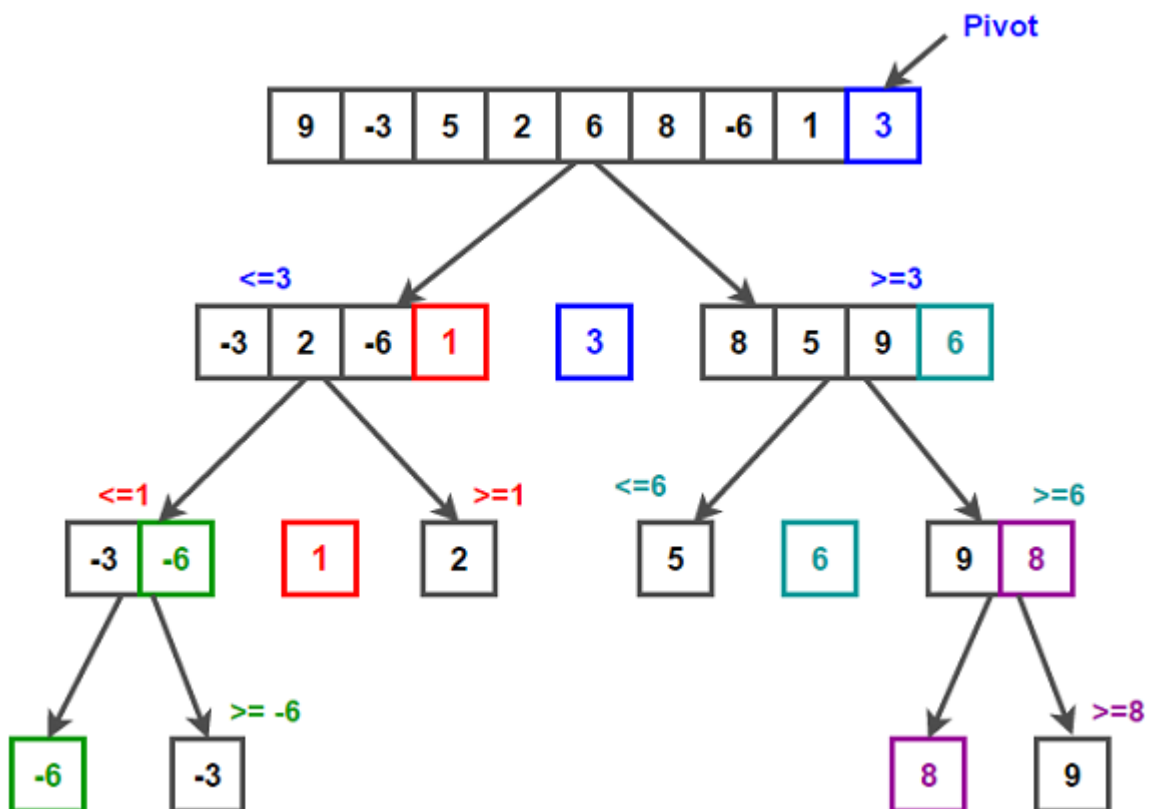 Pivot
9 -3 5 2 6 8 -6 1 3
<=3 >=3
-3 2 -6 1 3 8 5 9 6
<=1 >=1 <=6 >=6
-3 -6 1 2 5 6 9 8
>= -6 >=8
-6 -3 8 9